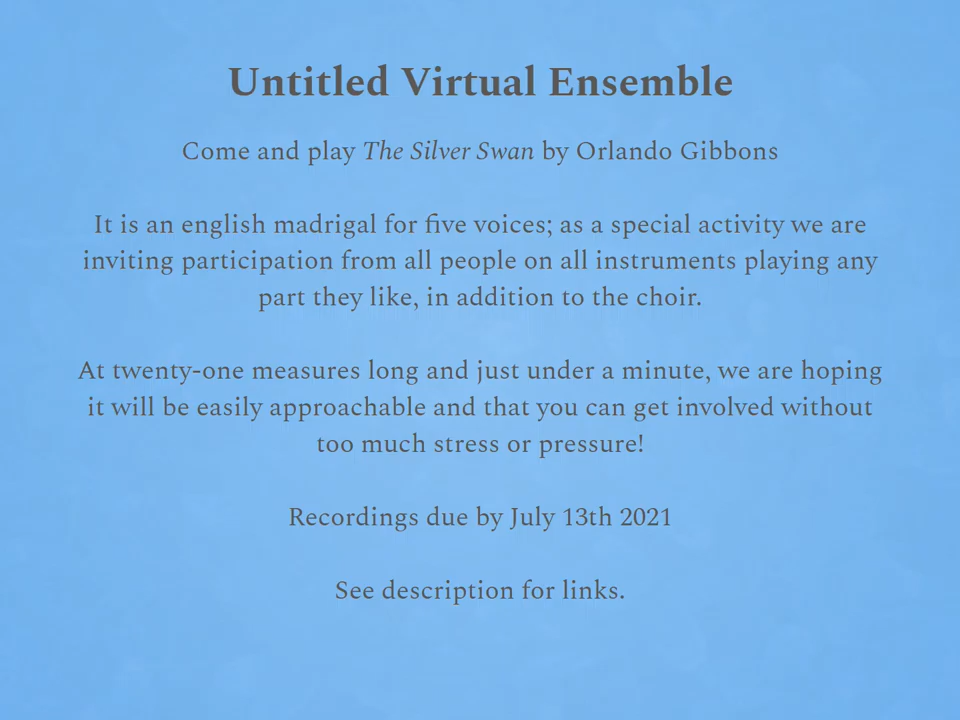 Untitled Virtual Ensemble
Come and play The Silver Swan by Orlando Gibbons
It is an english madrigal for five voices; as a special activity we are
inviting participation from all people on all instruments playing any
part they like, in addition to the choir.
At twenty-one measures long and just under a minute, we are hoping
it will be easily approachable and that you can get involved without
too much stress or pressure!
Recordings due by July 13th 2021
See description for links.